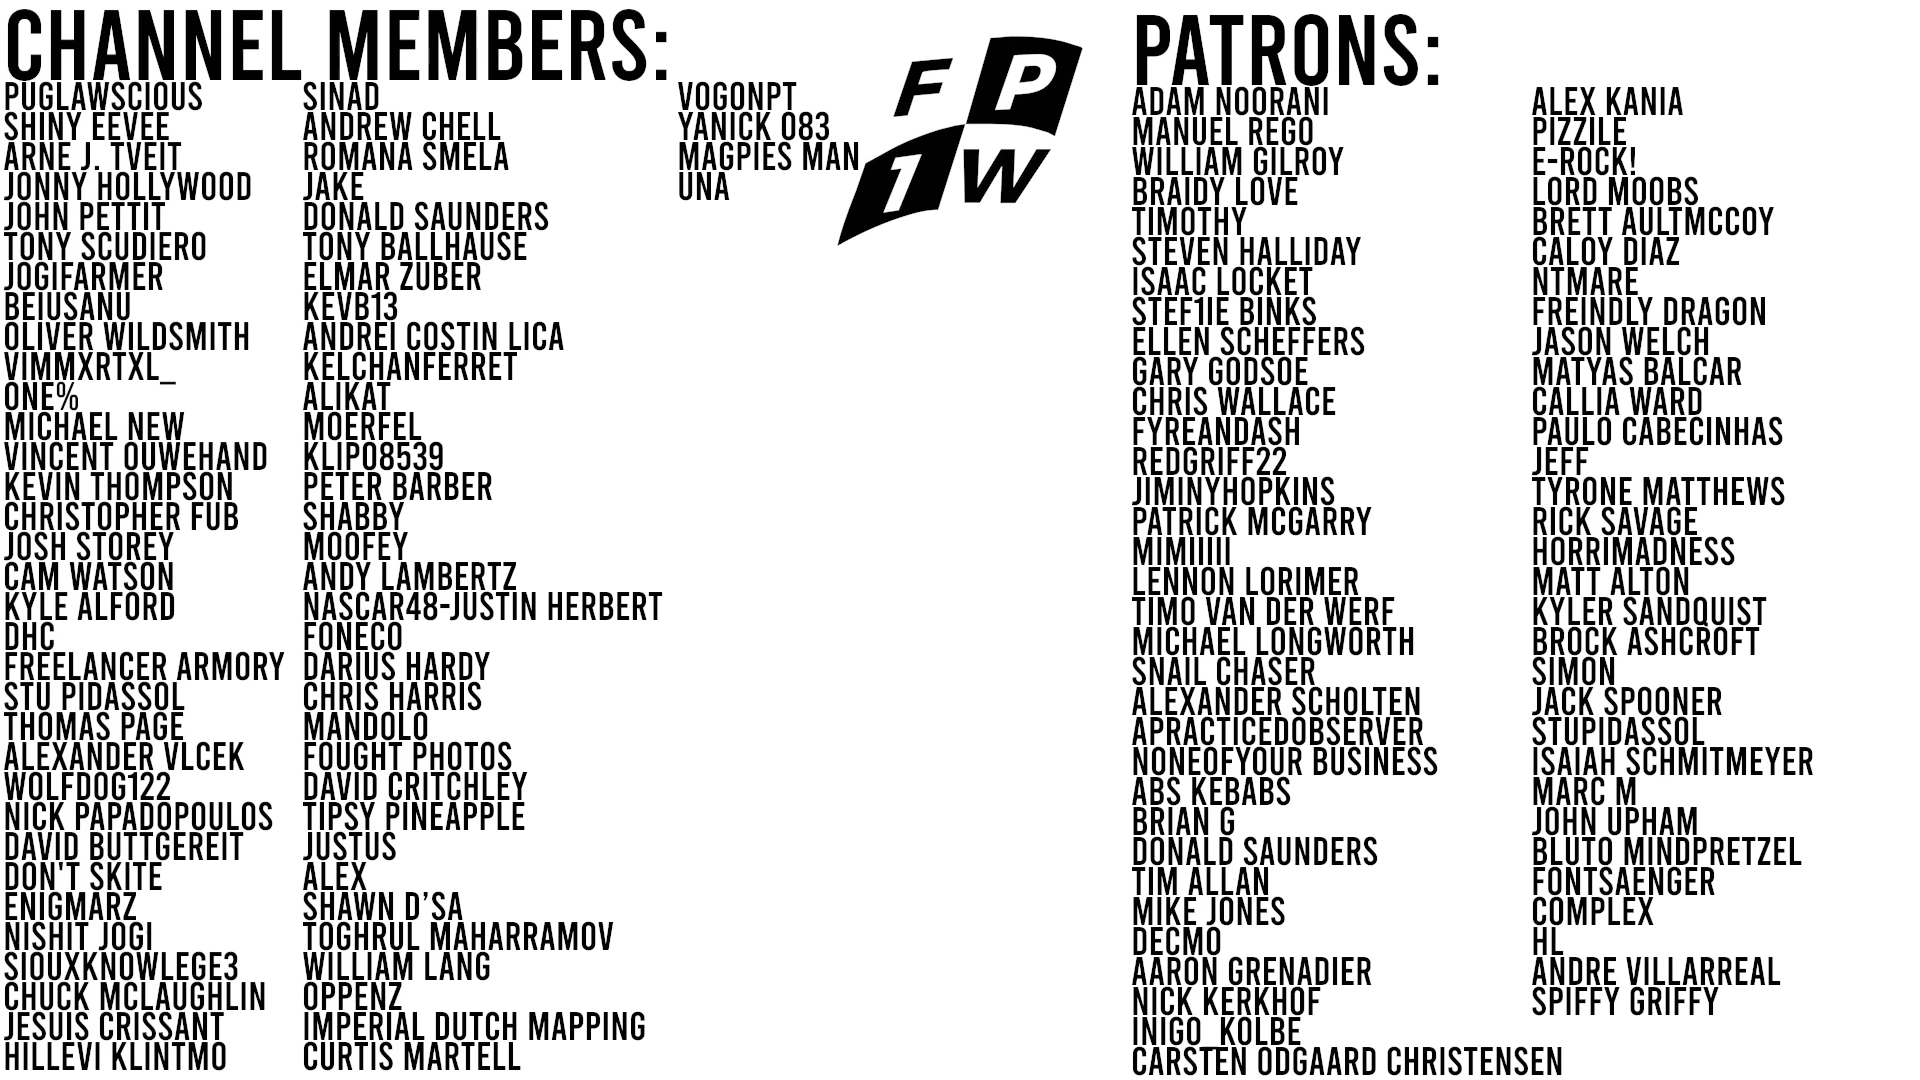 CHANNEL MEMBERS:
PUGLAWSCIOUS
SHINY EEVEE
ARNE J. TVEIT
JONNY HOLLYWOOD
JOHN PETTIT
TONY SCUDIERO
JOGIFARMER
BEIUSANU
OLIVER WILDSMITH
VIMMXRTXL_
ONE%
MICHAEL NEW
VINCENT OUWEHAND
KEVIN THOMPSON
CHRISTOPHER FUB
JOSH STOREY
CAM WATSON
KYLE ALFORD
DHC
FREELANCER ARMORY
STU PIDASSOL
THOMAS PAGE
ALEXANDER VLCEK
WOLFDOG122
NICK PAPADOPOULOS
DAVID BUTTGEREIT
DON'T SKITE
ENIGMARZ
NISHIT JOGI
SIOUXKNOWLEGE3
CHUCK MCLAUGHLIN
JESUIS CRISSANT
HILLEVI KLINTMO
SINAD
ANDREW CHELL
ROMANA SMELA
JAKE
DONALD SAUNDERS
TONY BALLHAUSE
ELMAR ZUBER
KEVB13
ANDREI COSTIN LICA
KELCHANFERRET
ALIKAT
MOERFEL
KLIPO8539
PETER BARBER
SHABBY
MOOFEY
ANDY LAMBERTZ
NASCAR48-JUSTIN HERBERT
FONECO
DARIUS HARDY
CHRIS HARRIS
MANDOLO
FOUGHT PHOTOS
DAVID CRITCHLEY
TIPSY PINEAPPLE
JUSTUS
ALEX
SHAWN D’SA
TOGHRUL MAHARRAMOV
WILLIAM LANG
OPPENZ
IMPERIAL DUTCH MAPPING
CURTIS MARTELL
VOGONPT
YANICK 083
MAGPIES MAN
UNA
F P
1 W
PATRONS:
ADAM NOORANI
MANUEL REGO
WILLIAM GILROY
BRAIDY LOVE
TIMOTHY
STEVEN HALLIDAY
ISAAC LOCKET
STEF1IE BINKS
ELLEN SCHEFFERS
GARY GODSOE
CHRIS WALLACE
FYREANDASH
REDGRIFF22
JIMINYHOPKINS
PATRICK MCGARRY
MIMIIIII
LENNON LORIMER
TIMO VAN DER WERF
MICHAEL LONGWORTH
SNAIL CHASER
ALEXANDER SCHOLTEN
APRACTICEDOBSERVER
NONEOFYOUR BUSINESS
ABS KEBABS
BRIAN G
DONALD SAUNDERS
TIM ALLAN
MIKE JONES
DECMO
AARON GRENADIER
NICK KERKHOF
INIGO_KOLBE
CARSTEN ODGAARD CHRISTENSEN
ALEX KANIA
PIZZILE
E-ROCK!
LORD MOOBS
BRETT AULTMCCOY
CALOY DIAZ
NTMARE
FREINDLY DRAGON
JASON WELCH
MATYAS BALCAR
CALLIA WARD
PAULO CABECINHAS
JEFF
TYRONE MATTHEWS
RICK SAVAGE
HORRIMADNESS
MATT ALTON
KYLER SANDQUIST
BROCK ASHCROFT
SIMON
JACK SPOONER
STUPIDASSOL
ISAIAH SCHMITMEYER
MARC M
JOHN UPHAM
BLUTO MINDPRETZEL
FONTSAENGER
COMPLEX
HL
ANDRE VILLARREAL
SPIFFY GRIFFY